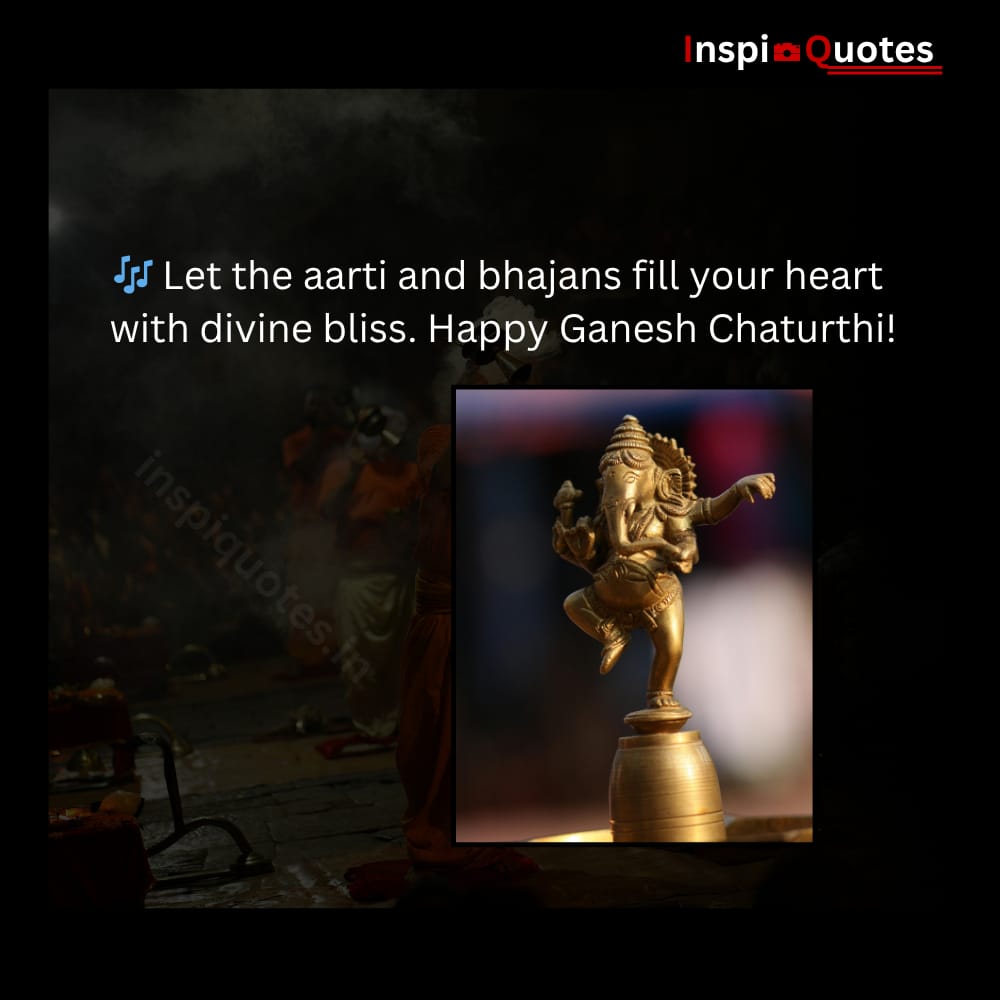 Inspi Quotes
🎶 Let the aarti and bhajans fill your heart
with divine bliss. Happy Ganesh Chaturthi!
inspiquotes.in